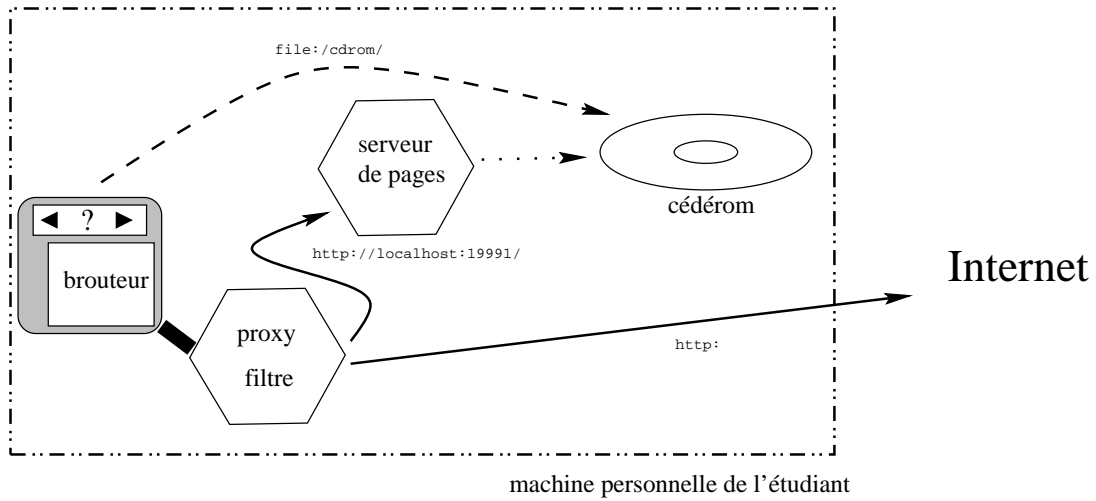 file:/cdrom/
serveur
de pages
cédérom
?
brouteur
http://localhost:19991/
Internet
proxy
filtre
http:
machine personnelle de l'étudiant